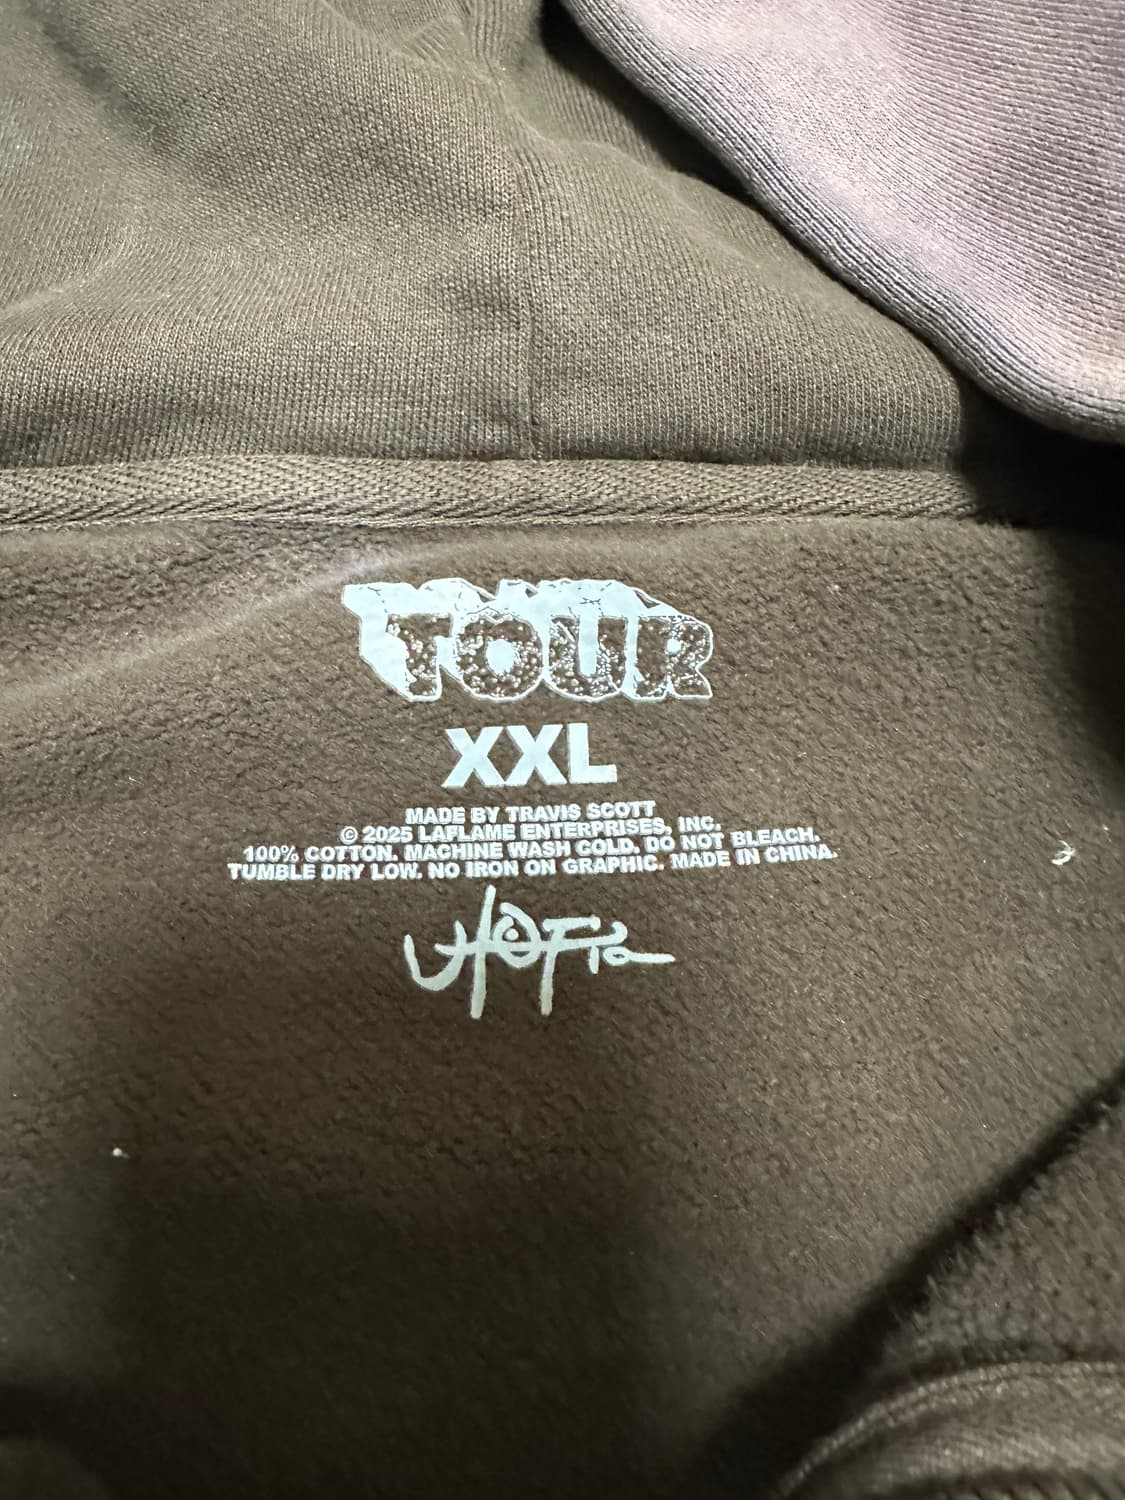 TOUR
XXL
MADE BY TRAVIS SCOTT
© 2025 LAFLAME ENTERPRISES, INC.
100% COTTON. MACHINE WASH COLD. DO NOT BLEACH.
TUMBLE DRY LOW. NO IRON ON GRAPHIC. MADE IN CHINA.